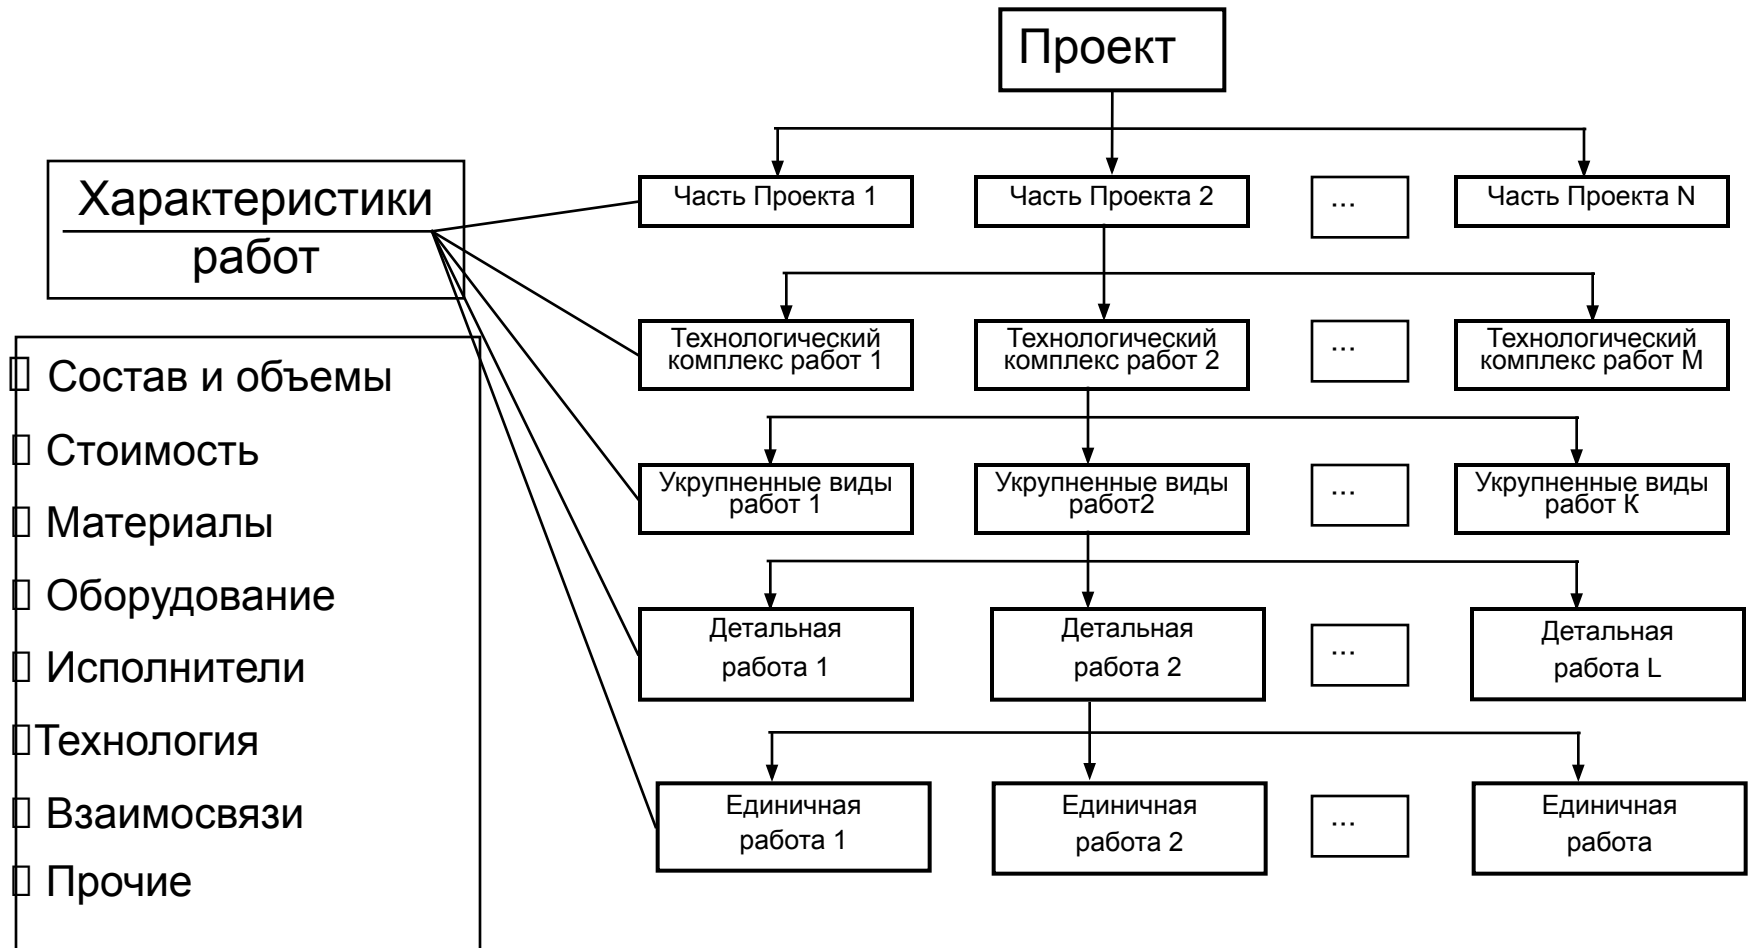 Проект
Характеристики
работ
Часть Проекта 1
Часть Проекта 2
...
Часть Проекта N
Технологический
комплекс работ 1
Технологический
комплекс работ 2
...
Технологический
комплекс работ М
Укрупненные виды
работ 1
Укрупненные виды
работ2
...
Укрупненные виды
работ К
Детальная
работа 1
Детальная
работа 2
...
Детальная
работа L
Единичная
работа 1
Единичная
работа 2
...
Единичная
работа
Состав и объемы
Стоимость
Материалы
Оборудование
Исполнители
Технология
Взаимосвязи
Прочие